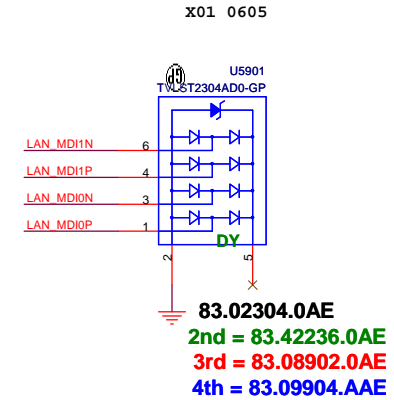 X01 0605
GP
U5901
TVLST2304AD0-GP
LAN_MDI1N
6
LAN_MDI1P
4
LAN_MDI0N
3
LAN_MDI0P
1
DY
2
5
83.02304.0AE
2nd = 83.42236.0AE
3rd = 83.08902.0AE
4th = 83.09904.AAE